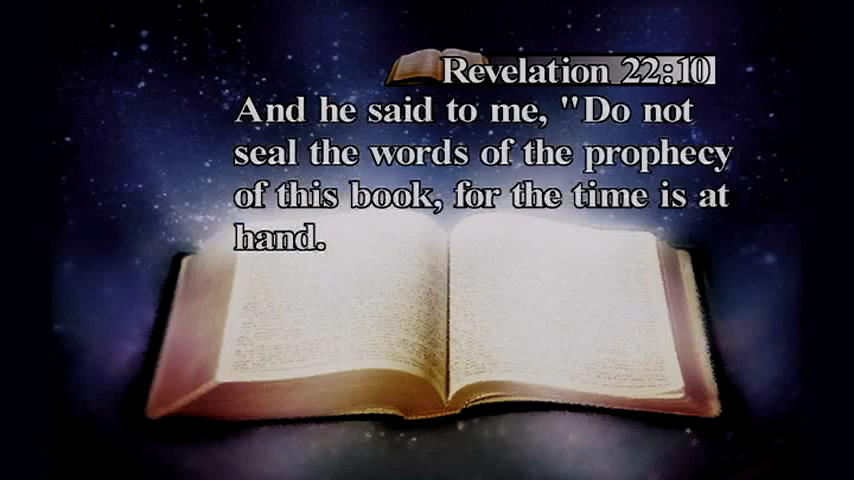 Revelation 22:10
And he said to me, "Do not
seal the words of the prophecy
of this book, for the time is at
hand.